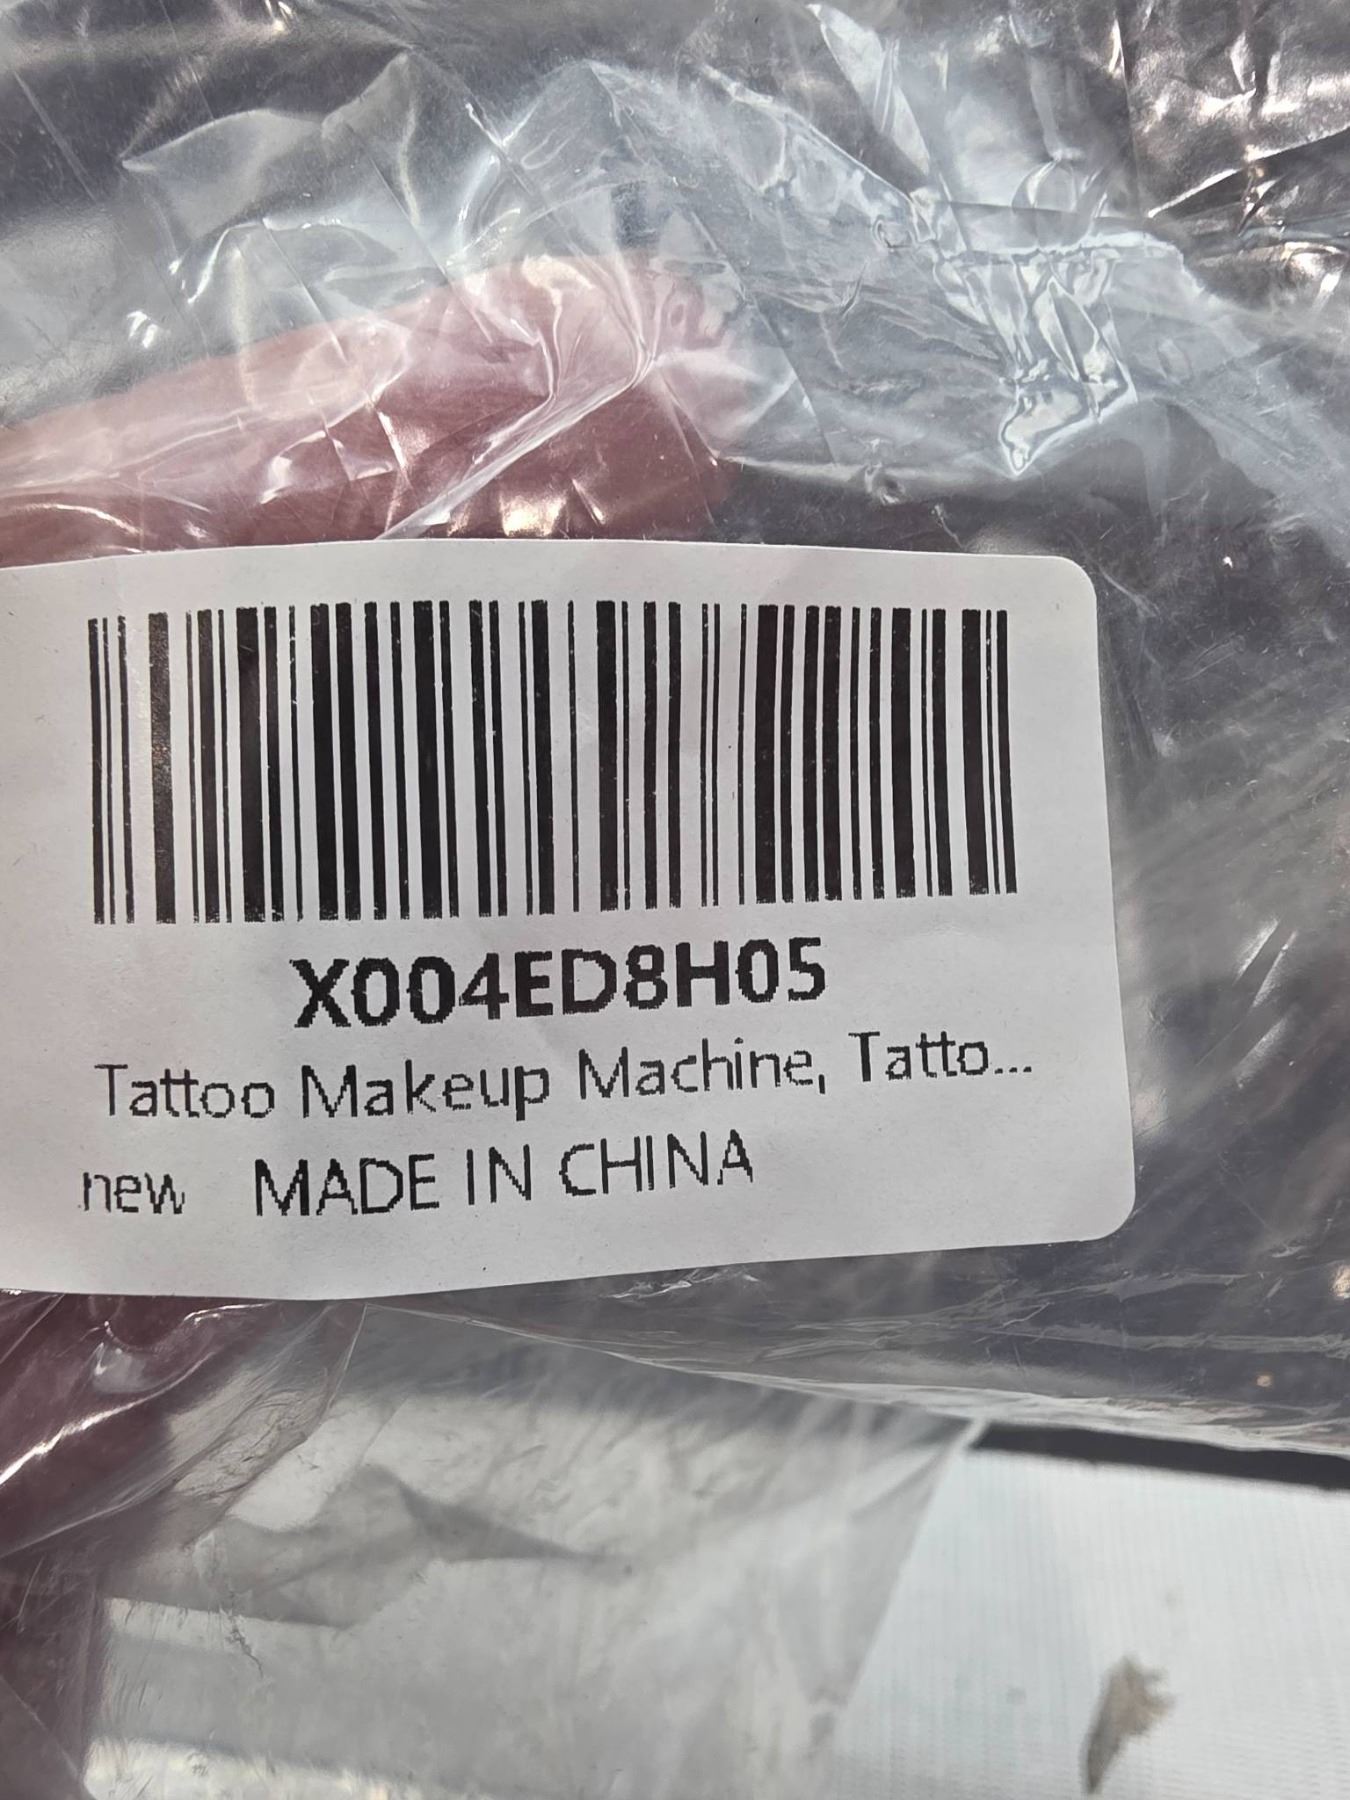 X004ED8H05
Tattoo Makeup Machine, Tatto...
new MADE IN CHINA